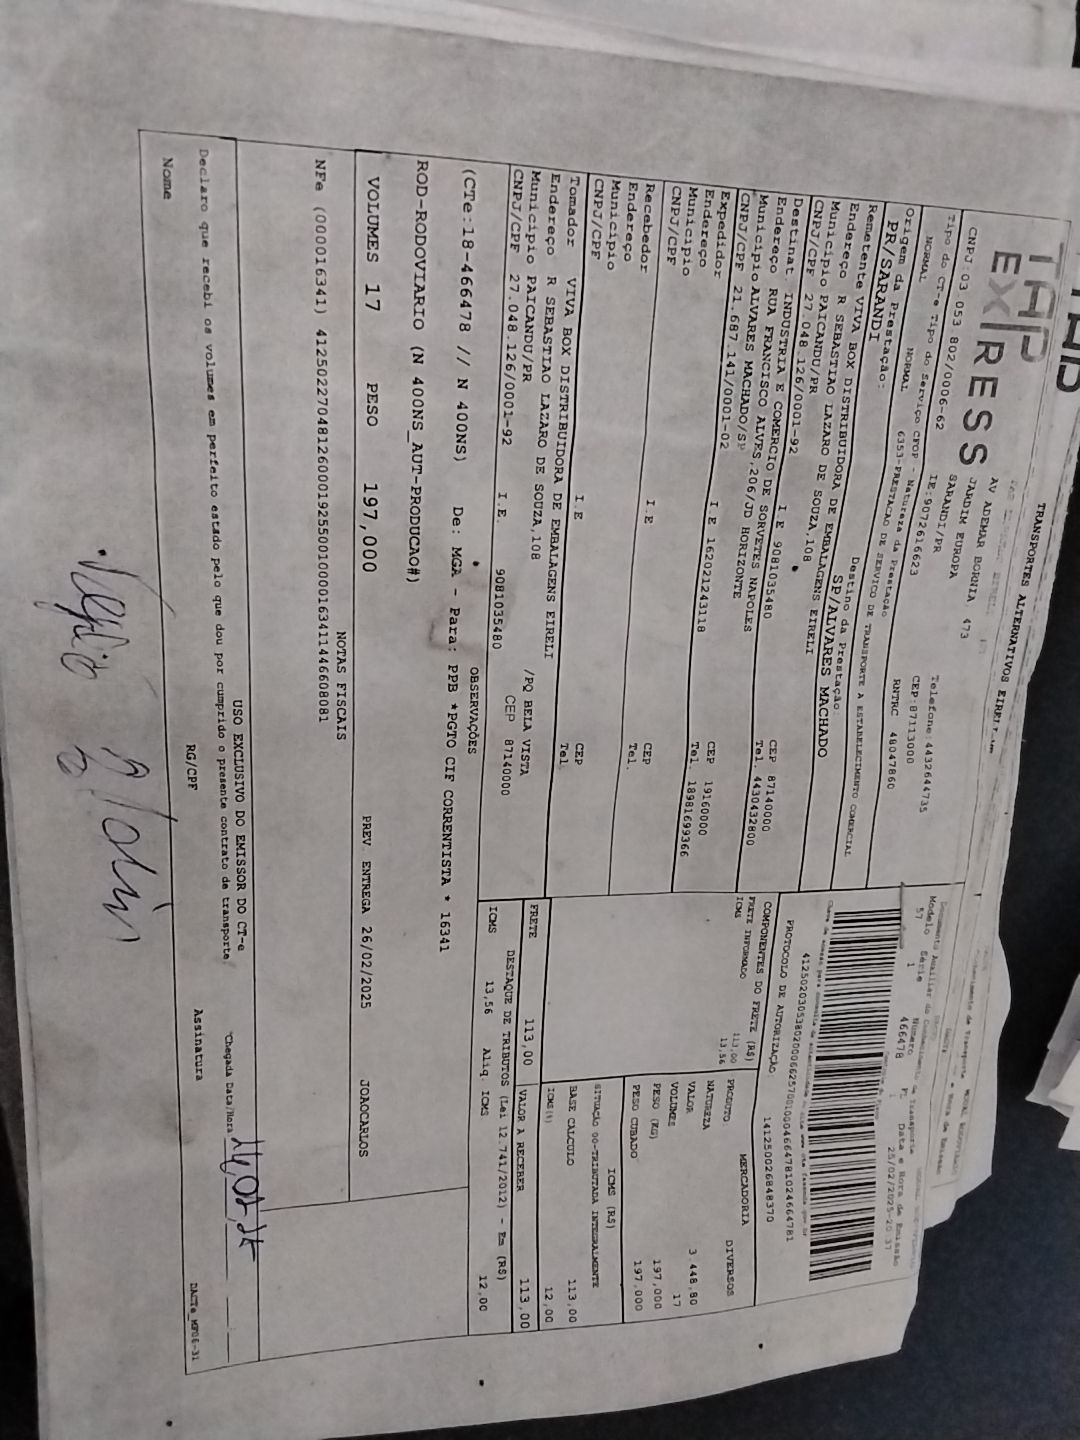 TAP
EX/RESS
TRANSPORTES ALTERNATIVOS EIRELI
AV ADEMAR BORNIA 473
JARDIM EUROPA
SARANDI/PR
Telefone:4432644735
CEP:87113000
CNPJ:03 053 802/0006-62
IE:9072616623
RNTRC 48047860
Tipo do CT-e Tipo do Serviço CFOP - Natureza da Prestação
NORMAL NORMAL 6353-PRESTACAO DE SERVICO DE TRANSPORTE A ESTABELECIMENTO COMERCIAL
Origem da Prestação: Destino da Prestação
PR/SARANDI SP/ALVARES MACHADO
Remetente VIVA BOX DISTRIBUIDORA DE EMBALAGENS EIRELI
Endereço R SEBASTIAO LAZARO DE SOUZA,108
Municipio PAICANDU/PR CEP 87140000
CNPJ/CPF 27.048.126/0001-92 I E 9081035480 Tel. 4430432800
Destinat. INDUSTRIA E COMERCIO DE SORVETES NAPOLES
Endereço RUA FRANCISCO ALVES,206/JD HORIZONTE
Municipio ALVARES MACHADO/SP CEP 19160000
CNPJ/CPF 21.687.141/0001-02 I E 162021243118 Tel. 18981699366
Expedidor
Endereço
Municipio CEP
CNPJ/CPF I E Tel.
Recebedor
Endereço
Municipio CEP
CNPJ/CPF I.E Tel.
Tomador VIVA BOX DISTRIBUIDORA DE EMBALAGENS EIRELI
Endereço R SEBASTIAO LAZARO DE SOUZA,108 /PQ BELA VISTA
Municipio PAICANDU/PR CEP 87140000
CNPJ/CPF 27.048.126/0001-92 I.E. 9081035480
Modelo Série Número Fl Data e Hora de Emissão
57 1 466478 25/02/2025-20:37
41250203053802000662570010004664781024664781
PROTOCOLO DE AUTORIZAÇÃO 141250026848370
COMPONENTES DO FRETE (R$)
FRETE INFORMADO 113,00
ICMS 13,56
MERCADORIA
PRODUTO DIVERSOS
NATUREZA
VALOR 3.448,80
VOLUMES 17
PESO (KG) 197,000
PESO CUBADO 197,000
ICMS (R$)
SITUAÇÃO 00-TRIBUTADA INTEGRALMENTE
BASE CALCULO 113,00
ICMS(%) 12,00
FRETE 113,00 VALOR A RECEBER 113,00
DESTAQUE DE TRIBUTOS (Lei 12.741/2012) - Em (R$)
ICMS 13,56 Aliq. ICMS 12,00
OBSERVAÇÕES
(CTe:18-466478 // N 400NS) De: MGA - Para: PPB *PGTO CIF CORRENTISTA * 16341
ROD-RODOVIARIO (N 400NS_AUT-PRODUCAO#)
VOLUMES 17 PESO 197,000 PREV ENTREGA 26/02/2025 JOAOCARLOS
NOTAS FISCAIS
NFe (000016341) 41250227048126000192550010000163411446608081
USO EXCLUSIVO DO EMISSOR DO CT-e
Declaro que recebi os volumes em perfeito estado pelo que dou por cumprido o presente contrato de transporte
*Chegada Data/Hora
Nome RG/CPF Assinatura